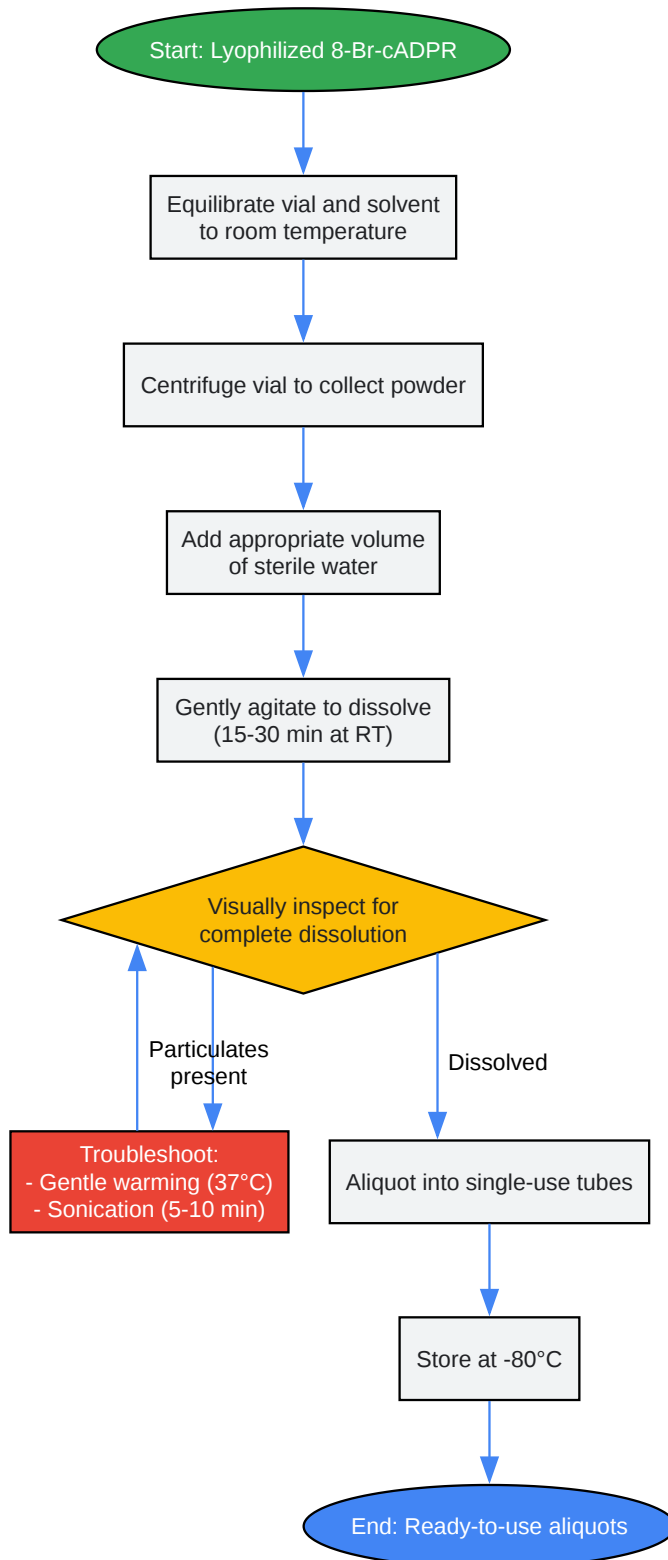 Start: Lyophilized 8-Br-cADPR
Equilibrate vial and solvent
to room temperature
Centrifuge vial to collect powder
Add appropriate volume
of sterile water
Gently agitate to dissolve
(15-30 min at RT)
Visually inspect for
complete dissolution
Particulates
present
Dissolved
Troubleshoot:
- Gentle warming (37°C)
- Sonication (5-10 min)
Aliquot into single-use tubes
Store at -80°C
End: Ready-to-use aliquots